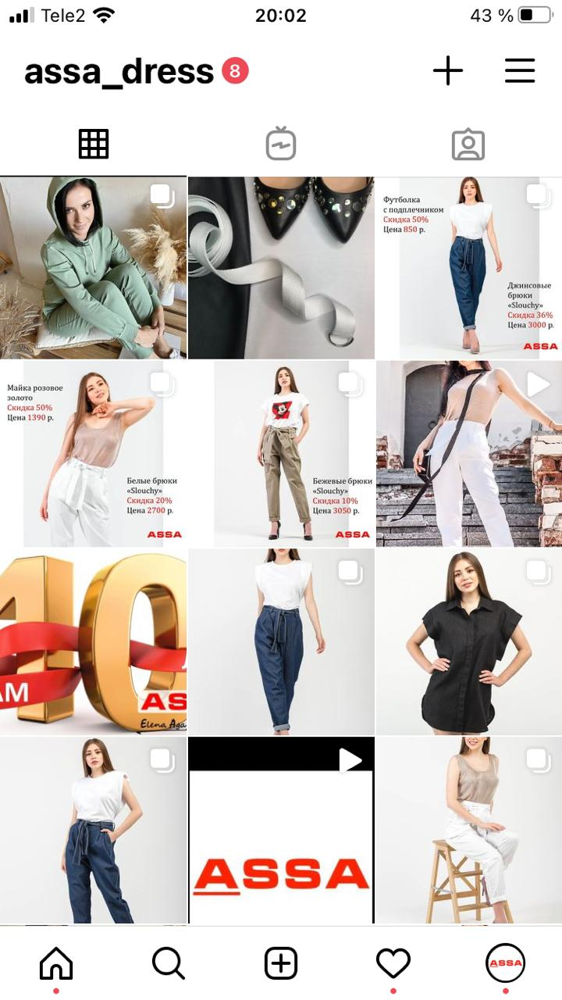 Tele2
20:02
43 %
assa_dress
8
Футболка
с подплечником
Скидка 50%
Цена 850 р.
Джинсовые
брюки
«Slouchy»
Скидка 36%
Цена 3000 р.
ASSA
Майка розовое
золото
Скидка 50%
Цена 1390 р.
Белые брюки
«Slouchy»
Скидка 20%
Цена 2700 р.
ASSA
Бежевые брюки
«Slouchy»
Скидка 10%
Цена 3050 р.
ASSA
10
АМ
AS
Elena Aga
ASSA
ASSA